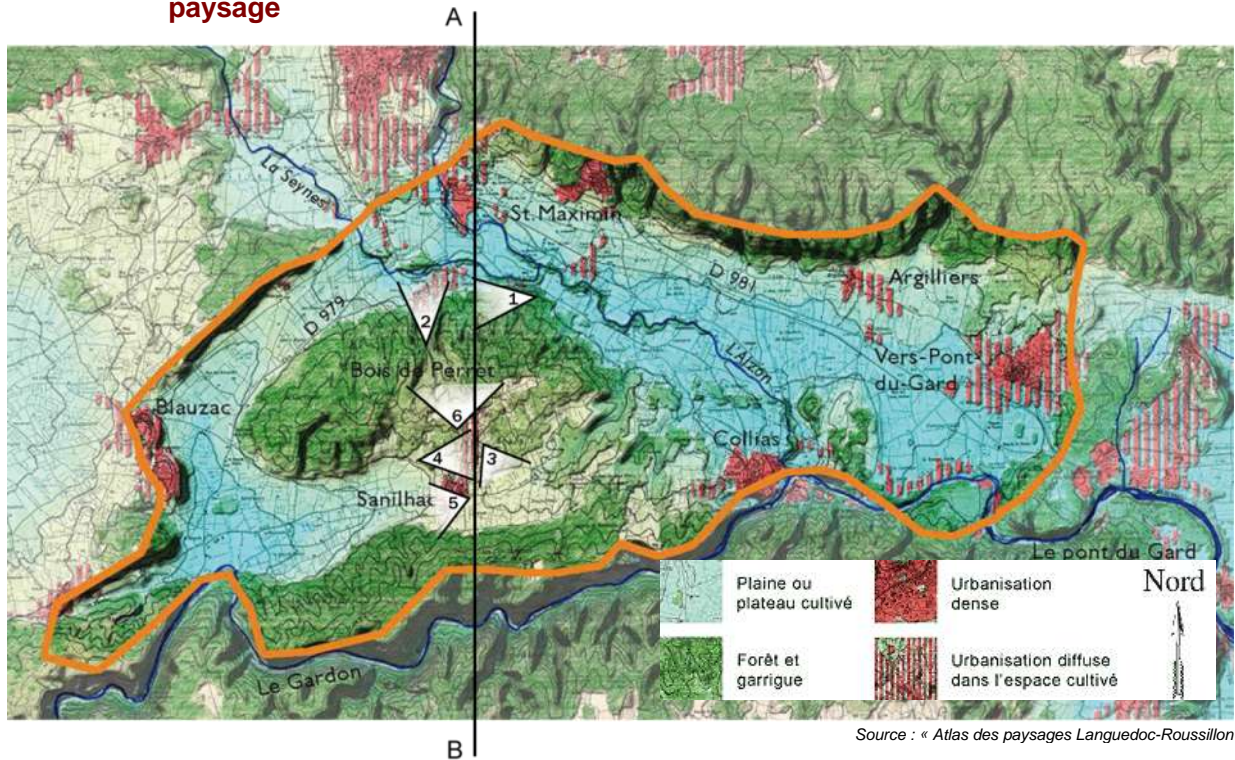 paysage
A
La Seynes
St.Maximin
D 981
Argilliers
D 979
1
2
L'Alzon
Vers-Pont-
du-Gard
Bois de Perret
Blauzac
6
Collias
4
3
Sanilhac
5
Le pont du Gard
Le Gardon
Plaine ou
plateau cultivé
Urbanisation
dense
Nord
Forêt et
garrigue
Urbanisation diffuse
dans l'espace cultivé
B
Source : « Atlas des paysages Languedoc-Roussillon